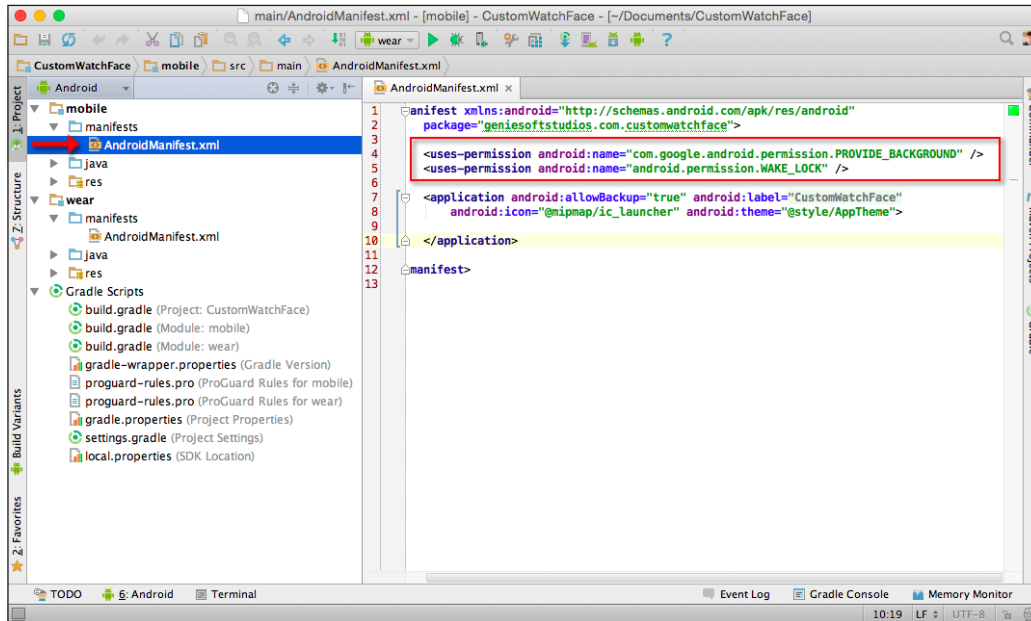 main/AndroidManifest.xml - [mobile] - CustomWatchFace - [~/Documents/CustomWatchFace]
wear
?
CustomWatchFace mobile src main AndroidManifest.xml
1: Project
Z: Structure
Build Variants
2: Favorites
Android
mobile
manifests
AndroidManifest.xml
java
res
wear
manifests
AndroidManifest.xml
java
res
Gradle Scripts
build.gradle (Project: CustomWatchFace)
build.gradle (Module: mobile)
build.gradle (Module: wear)
gradle-wrapper.properties (Gradle Version)
proguard-rules.pro (ProGuard Rules for mobile)
proguard-rules.pro (ProGuard Rules for wear)
gradle.properties (Project Properties)
settings.gradle (Project Settings)
local.properties (SDK Location)
AndroidManifest.xml ×
1 anifest xmlns:android="http://schemas.android.com/apk/res/android"
2 package="geniesoftstudios.com.customwatchface">
3
4 <uses-permission android:name="com.google.android.permission.PROVIDE_BACKGROUND" />
5 <uses-permission android:name="android.permission.WAKE_LOCK" />
6
7 <application android:allowBackup="true" android:label="CustomWatchFace"
8 android:icon="@mipmap/ic_launcher" android:theme="@style/AppTheme">
9
10 </application>
11
12 manifest>
13
TODO 6: Android Terminal Event Log Gradle Console Memory Monitor
10:19 LF UTF-8